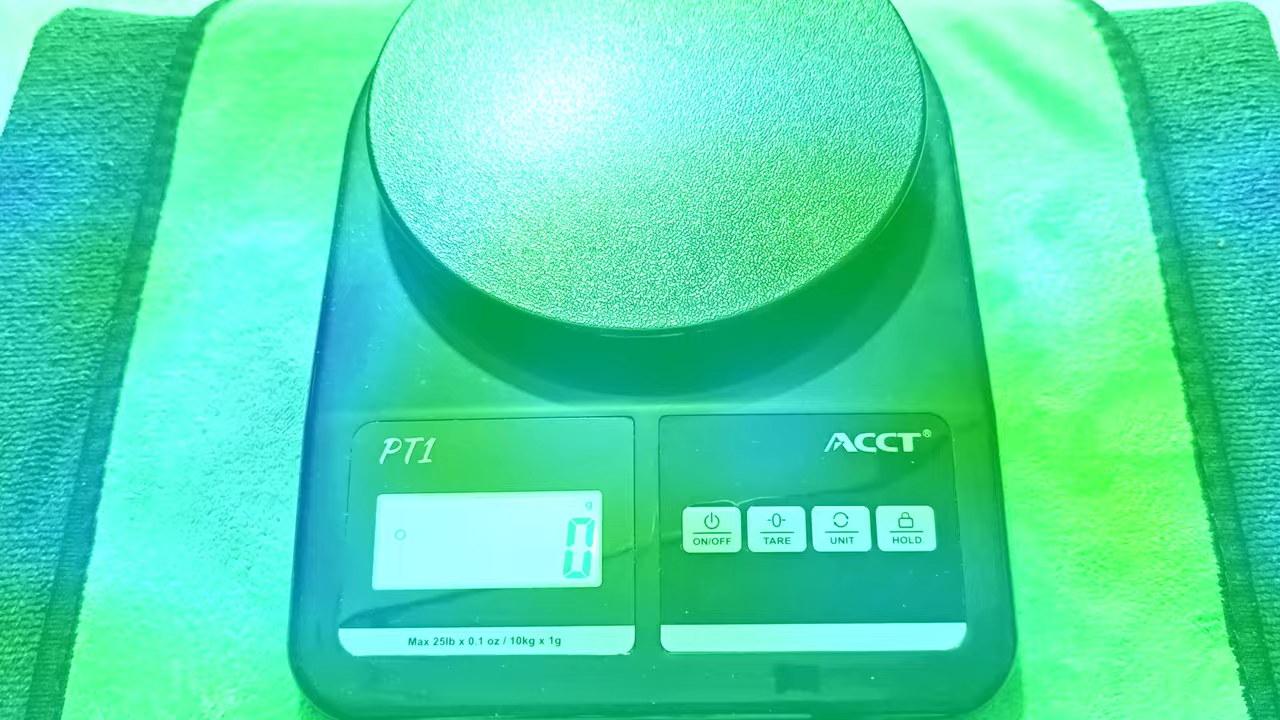 PT1
ACCT®
g
0
ON/OFF
-0-
TARE
UNIT
HOLD
Max 25lb x 0.1 oz / 10kg x 1g